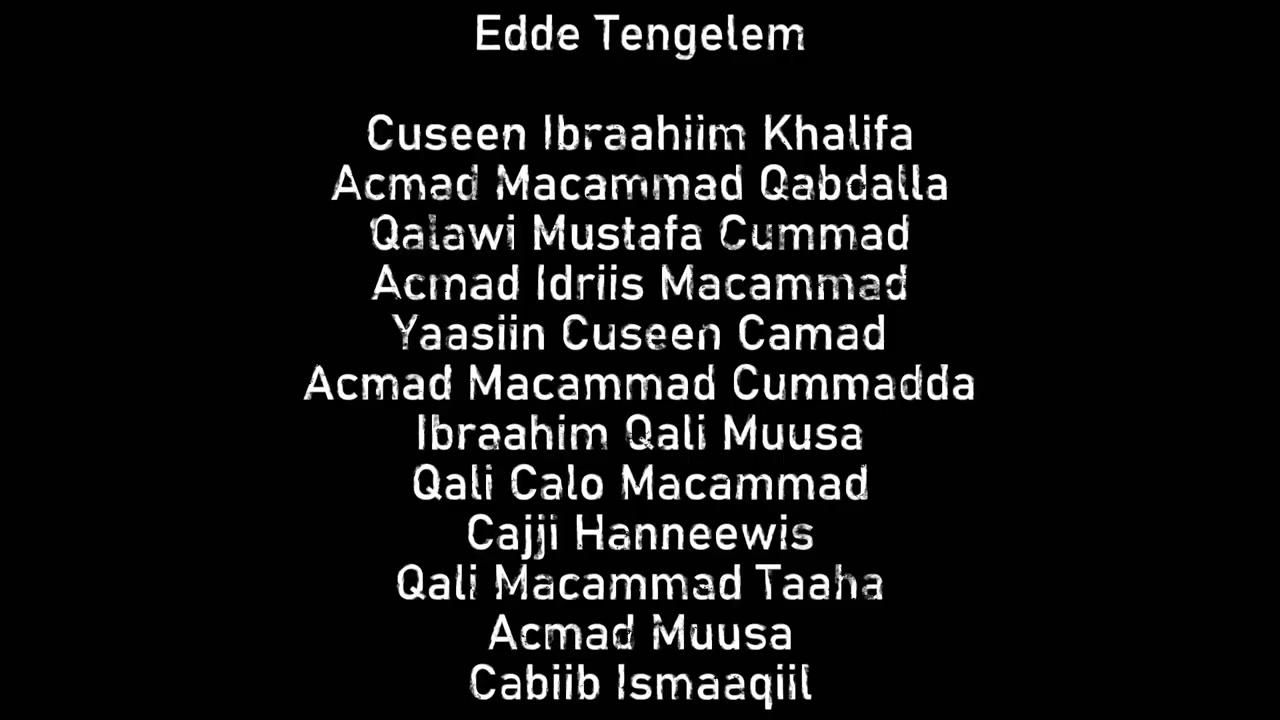 Edde Tengelem
Cuseen Ibraahiim Khalifa
Acmad Macammad Qabdalla
Qalawi Mustafa Cummad
Acmad Idriis Macammad
Yaasiin Cuseen Camad
Acmad Macammad Cummadda
Ibraahim Qali Muusa
Qali Calo Macammad
Cajji Hanneewis
Qali Macammad Taaha
Acmad Muusa
Cabiib Ismaaqiil